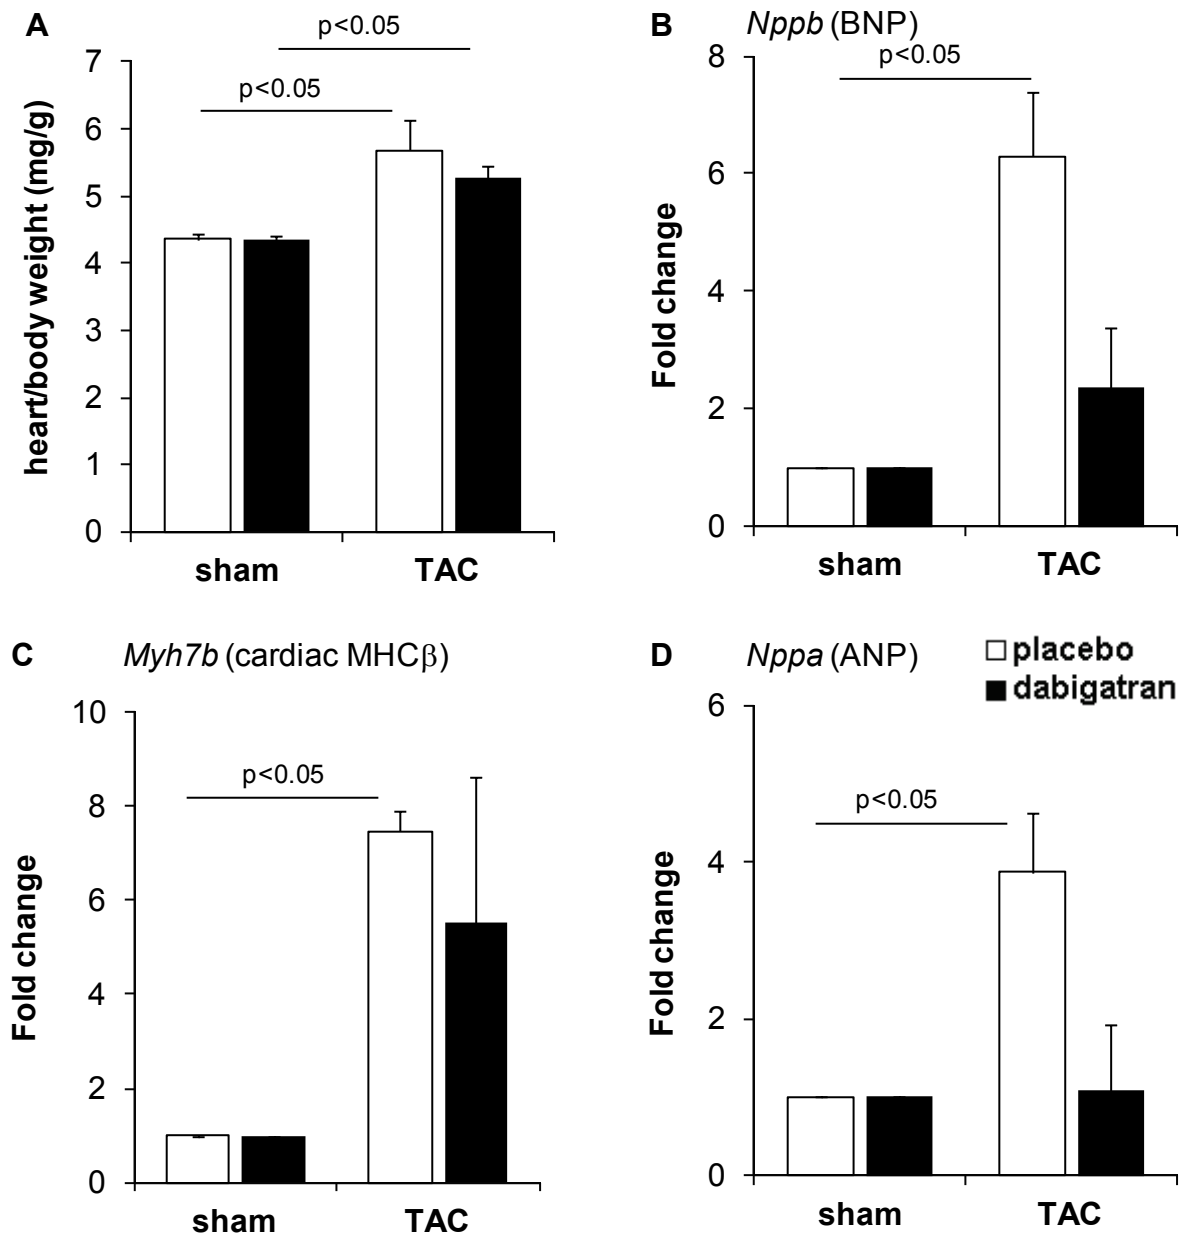 A
p<0.05
p<0.05
heart/body weight (mg/g)
7
6
5
4
3
2
1
0
sham TAC
B Nppb (BNP)
p<0.05
Fold change
8
6
4
2
0
sham TAC
C Myh7b (cardiac MHCβ)
p<0.05
Fold change
10
8
6
4
2
0
sham TAC
D Nppa (ANP)
placebo
dabigatran
p<0.05
Fold change
6
4
2
0
sham TAC